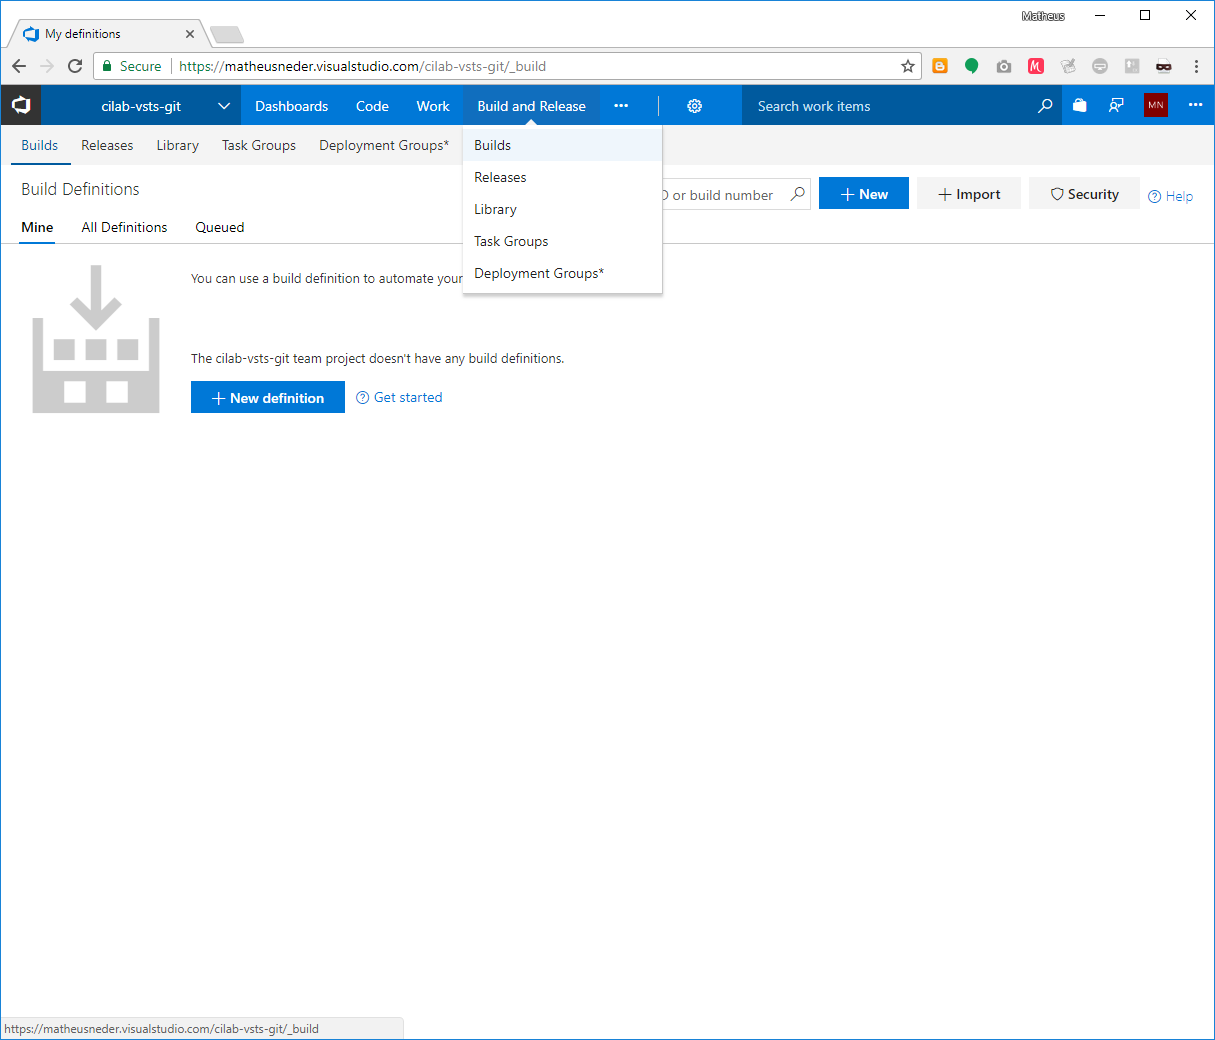 Matheus
My definitions
Secure https://matheusneder.visualstudio.com/cilab-vsts-git/_build
cilab-vsts-git Dashboards Code Work Build and Release Search work items MN
Builds Releases Library Task Groups Deployment Groups*
Builds
Releases
Library
Task Groups
Deployment Groups*
Build Definitions
D or build number New Import Security Help
Mine All Definitions Queued
You can use a build definition to automate your
The cilab-vsts-git team project doesn't have any build definitions.
New definition Get started
https://matheusneder.visualstudio.com/cilab-vsts-git/_build